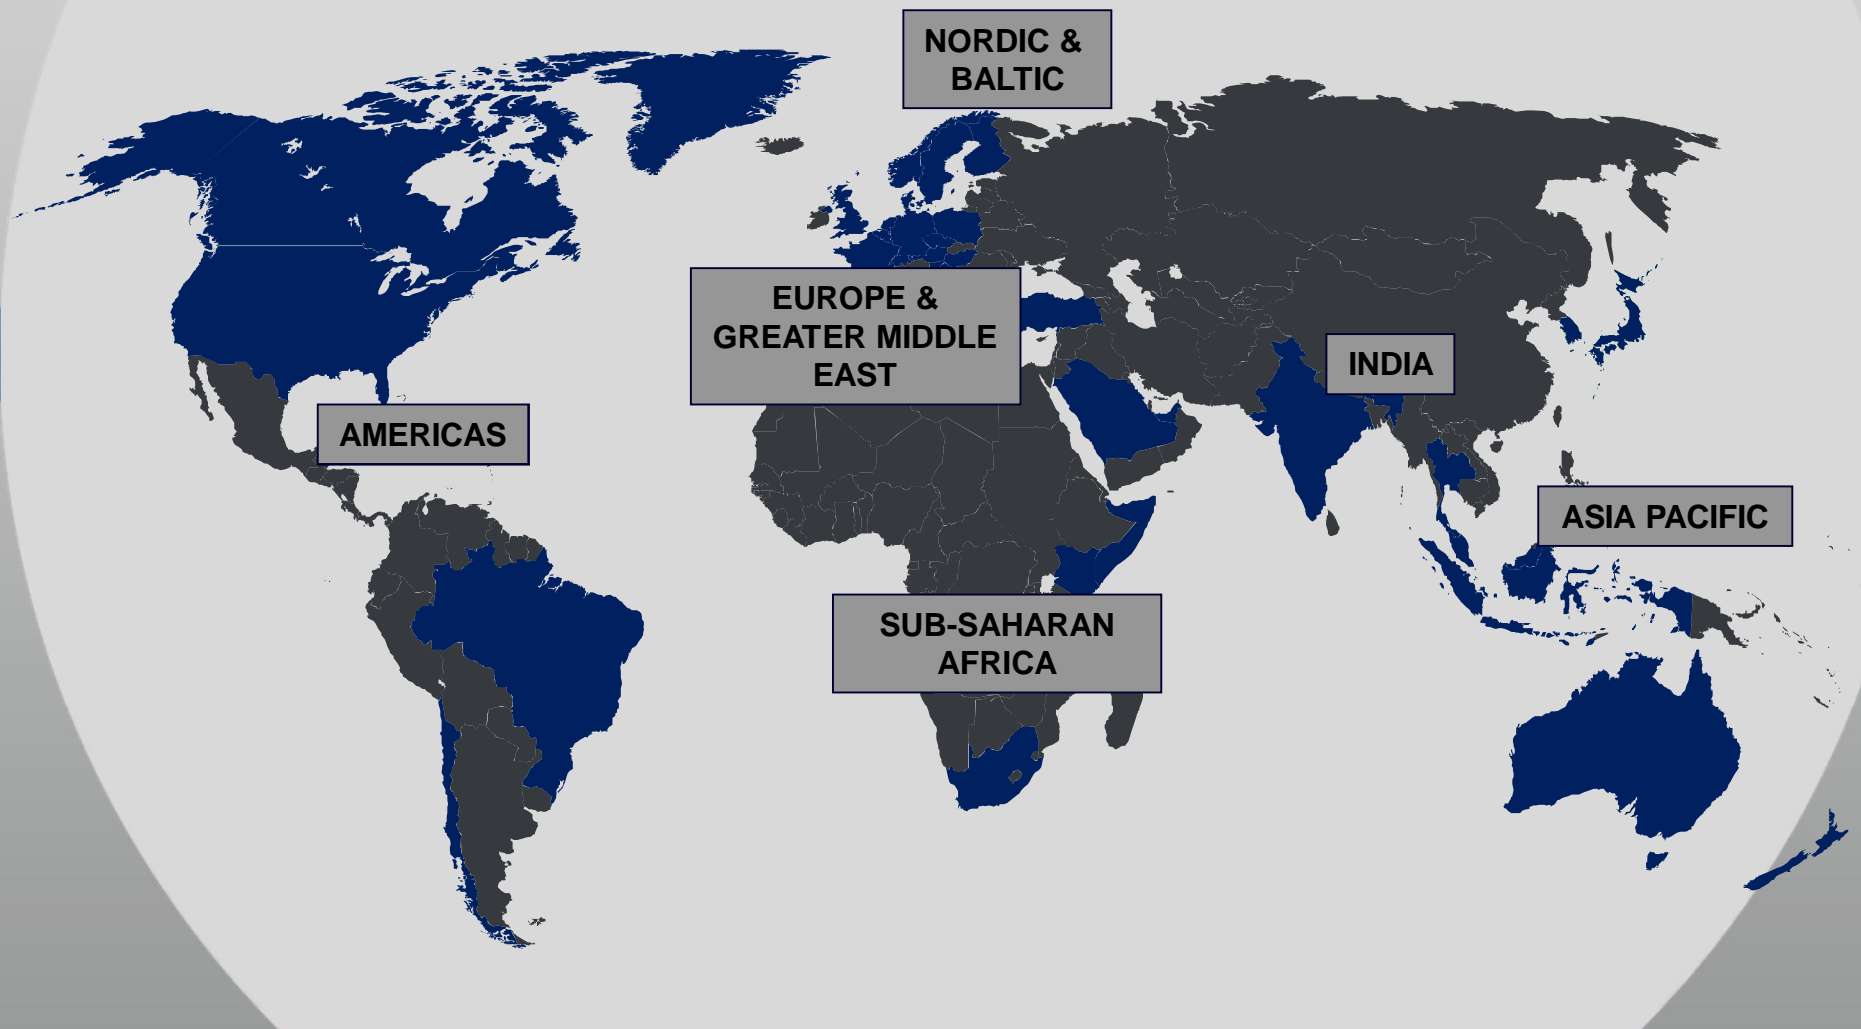 NORDIC &
BALTIC
EUROPE &
GREATER MIDDLE
EAST
INDIA
AMERICAS
ASIA PACIFIC
SUB-SAHARAN
AFRICA